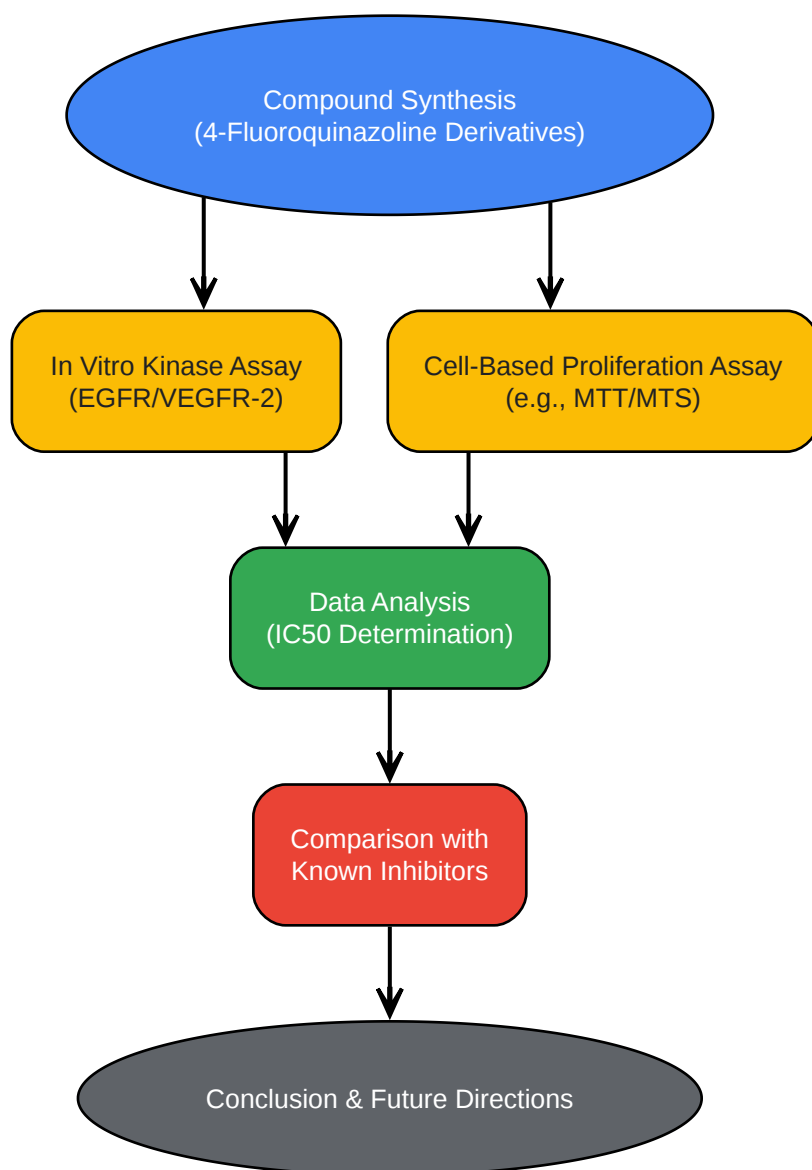 Compound Synthesis
(4-Fluoroquinazoline Derivatives)
In Vitro Kinase Assay
(EGFR/VEGFR-2)
Cell-Based Proliferation Assay
(e.g., MTT/MTS)
Data Analysis
(IC50 Determination)
Comparison with
Known Inhibitors
Conclusion & Future Directions